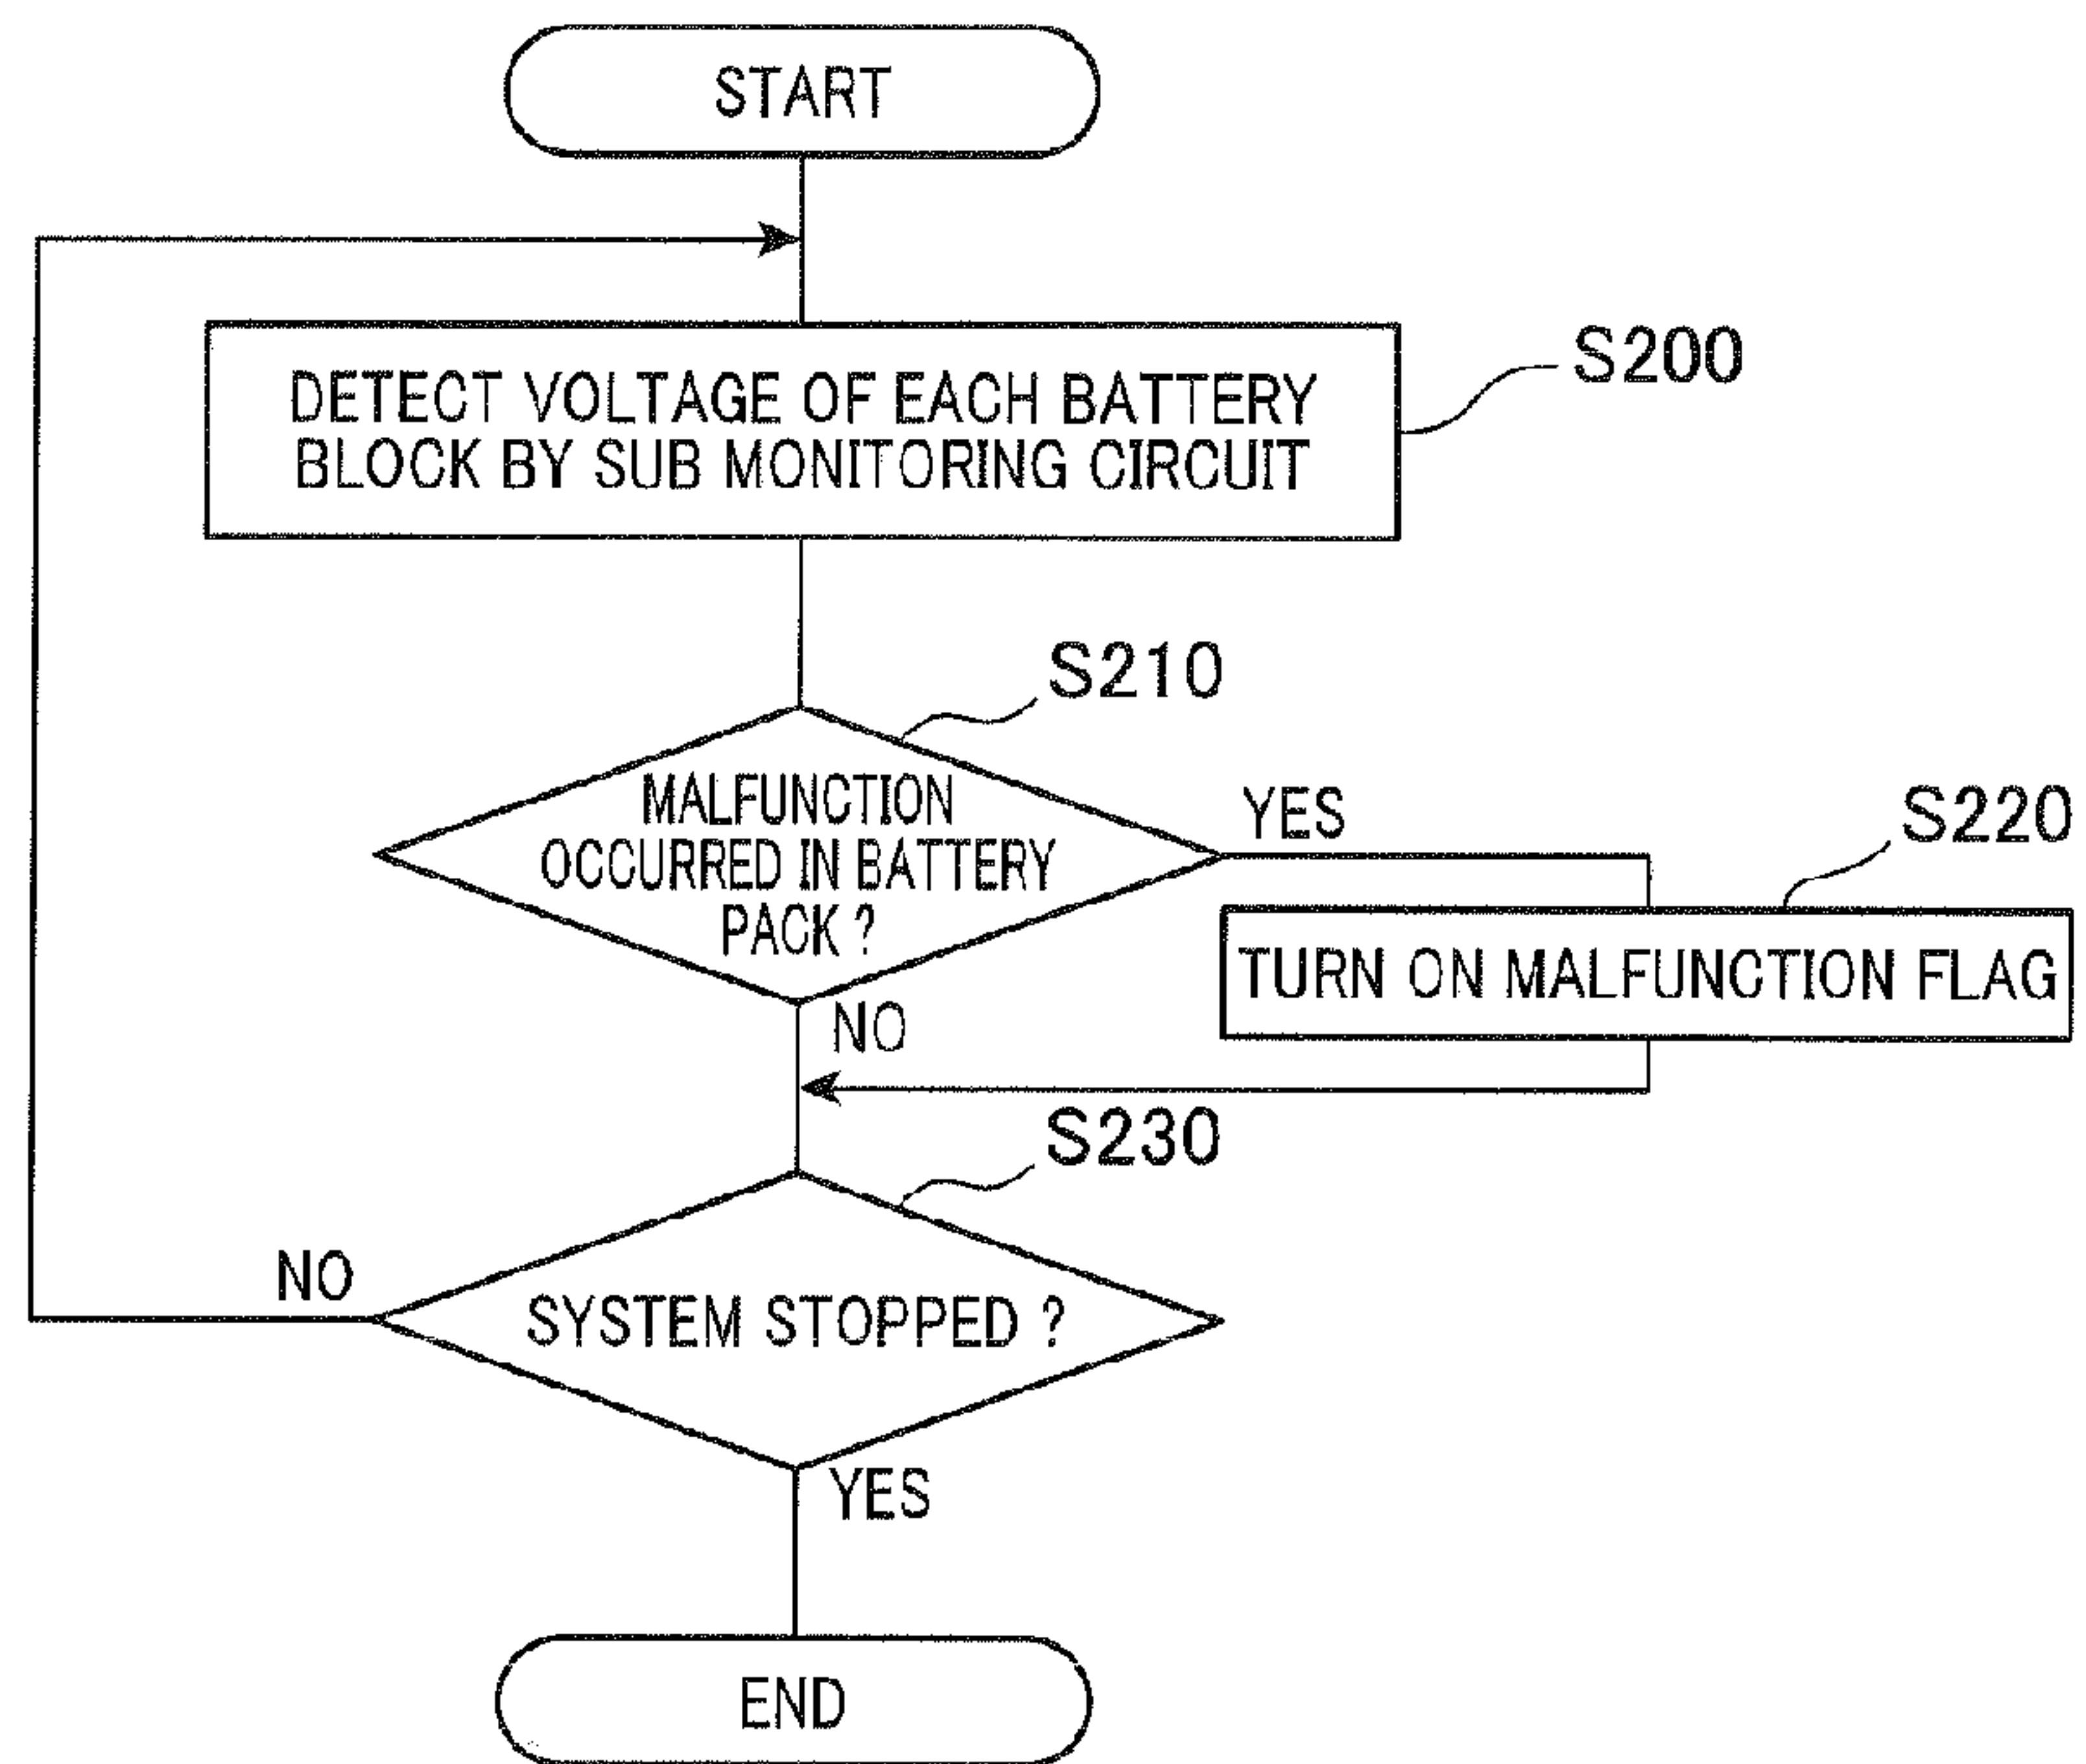 START
DETECT VOLTAGE OF EACH BATTERY
BLOCK BY SUB MONITORING CIRCUIT
S200
S210
MALFUNCTION
OCCURRED IN BATTERY
PACK ?
YES
S220
TURN ON MALFUNCTION FLAG
NO
S230
SYSTEM STOPPED ?
NO
YES
END